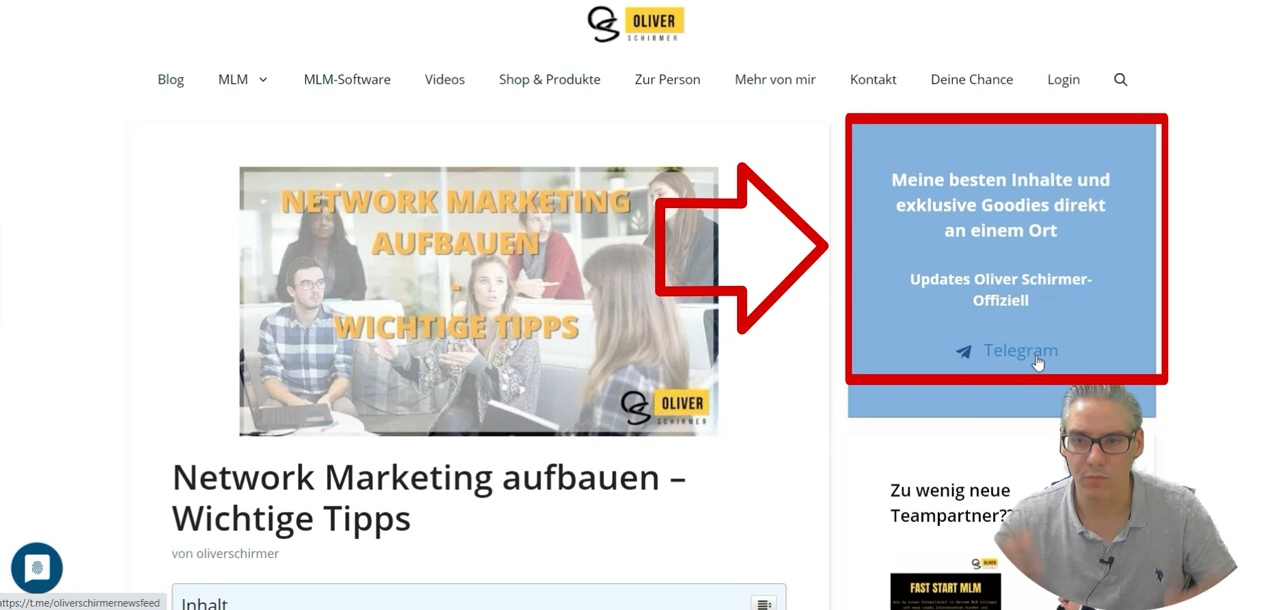 OS OLIVER
SCHIRMER
Blog MLM MLM-Software Videos Shop & Produkte Zur Person Mehr von mir Kontakt Deine Chance Login
NETWORK MARKETING
AUFBAUEN
-
WICHTIGE TIPPS
OS OLIVER
SCHIRMER
Meine besten Inhalte und
exklusive Goodies direkt
an einem Ort
Updates Oliver Schirmer-
Offiziell
Telegram
Network Marketing aufbauen –
Wichtige Tipps
von oliverschirmer
Inhalt
Zu wenig neue
Teampartner??
OLIVER
FAST START MLM
https://t.me/oliverschirmernewsfeed